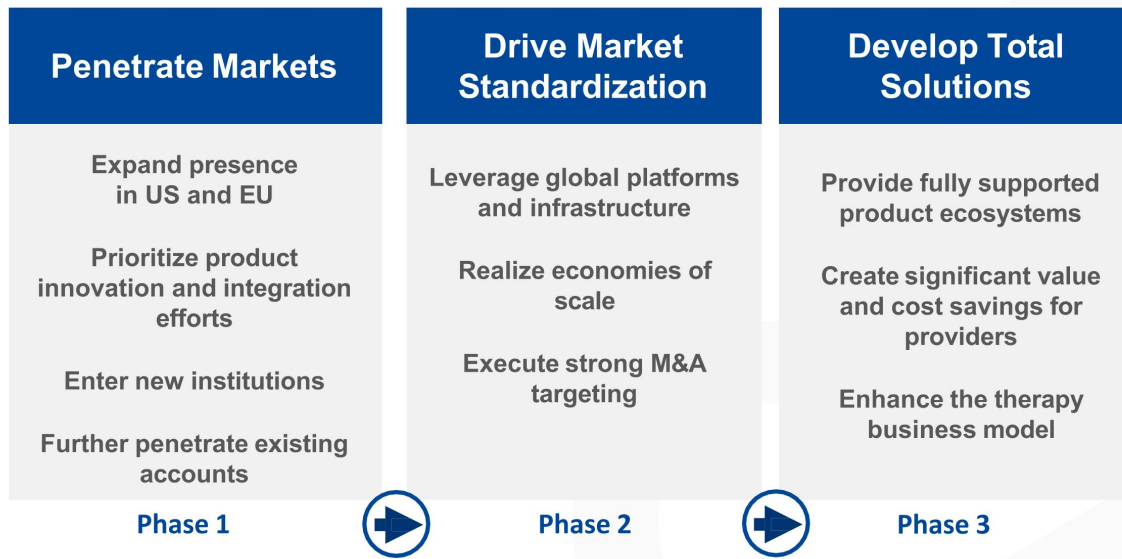 Penetrate Markets
Expand presence
in US and EU
Prioritize product
innovation and integration
efforts
Enter new institutions
Further penetrate existing
accounts
Phase 1
Drive Market
Standardization
Leverage global platforms
and infrastructure
Realize economies of
scale
Execute strong M&A
targeting
Phase 2
Develop Total
Solutions
Provide fully supported
product ecosystems
Create significant value
and cost savings for
providers
Enhance the therapy
business model
Phase 3